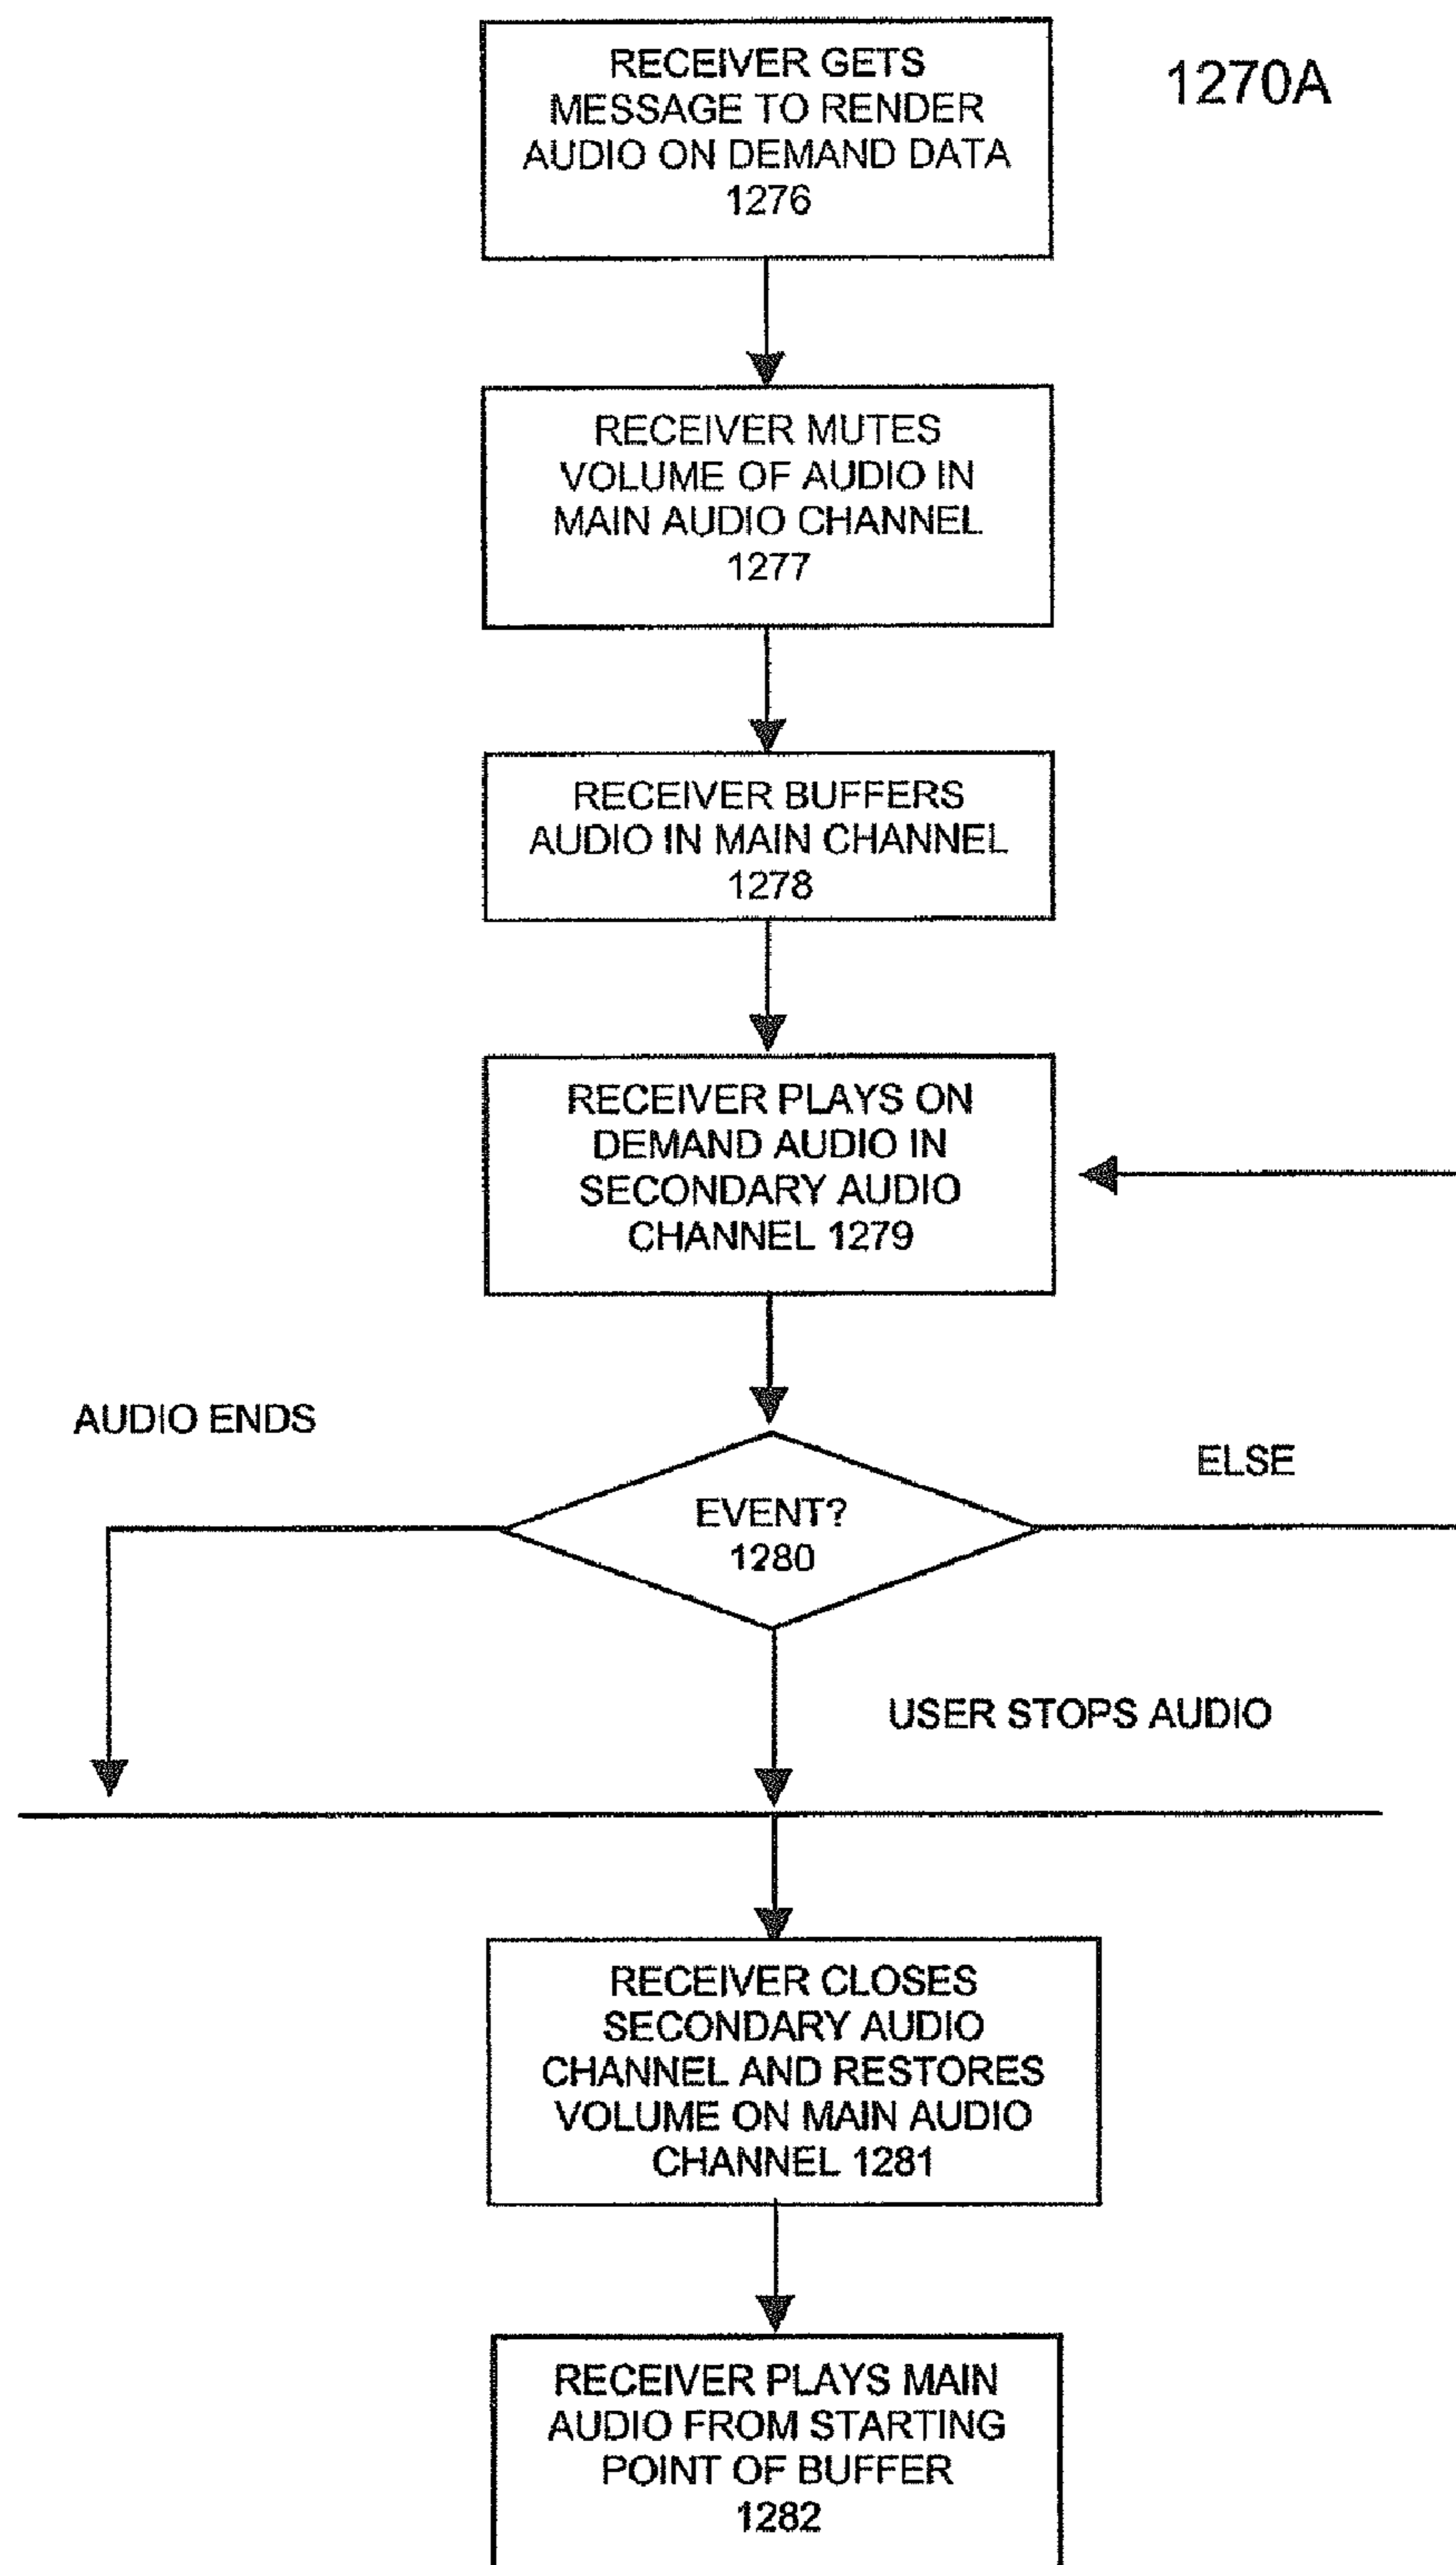 1270A
RECEIVER GETS
MESSAGE TO RENDER
AUDIO ON DEMAND DATA
1276
RECEIVER MUTES
VOLUME OF AUDIO IN
MAIN AUDIO CHANNEL
1277
RECEIVER BUFFERS
AUDIO IN MAIN CHANNEL
1278
RECEIVER PLAYS ON
DEMAND AUDIO IN
SECONDARY AUDIO
CHANNEL 1279
AUDIO ENDS
ELSE
EVENT?
1280
USER STOPS AUDIO
RECEIVER CLOSES
SECONDARY AUDIO
CHANNEL AND RESTORES
VOLUME ON MAIN AUDIO
CHANNEL 1281
RECEIVER PLAYS MAIN
AUDIO FROM STARTING
POINT OF BUFFER
1282